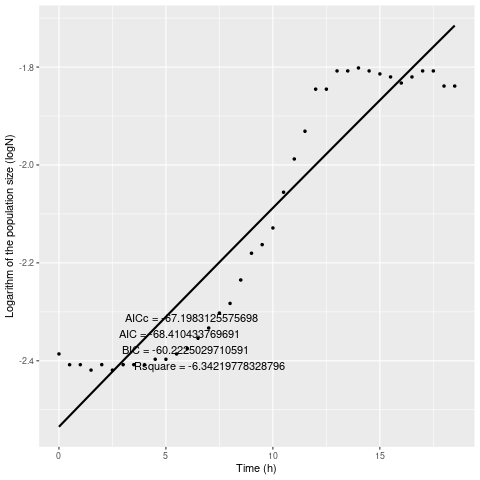 -1.8
-2.0
-2.2
-2.4
Logarithm of the population size (logN)
AICc = -67.1983125575698
AIC = -68.410433769691
BIC = -60.2225029710591
Rsquare = -6.34219778328796
0
5
10
15
Time (h)